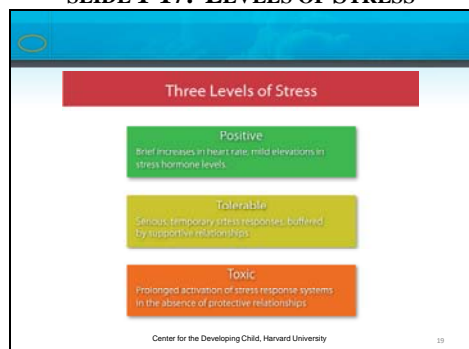 SLIDE 1-17: LEVELS OF STRESS
Three Levels of Stress
Positive
Brief increases in heart rate, mild elevations in
stress hormone levels.
Tolerable
Serious, temporary stress responses, buffered
by supportive relationships
Toxic
Prolonged activation of stress response systems
in the absence of protective relationships
Center for the Developing Child, Harvard University
19